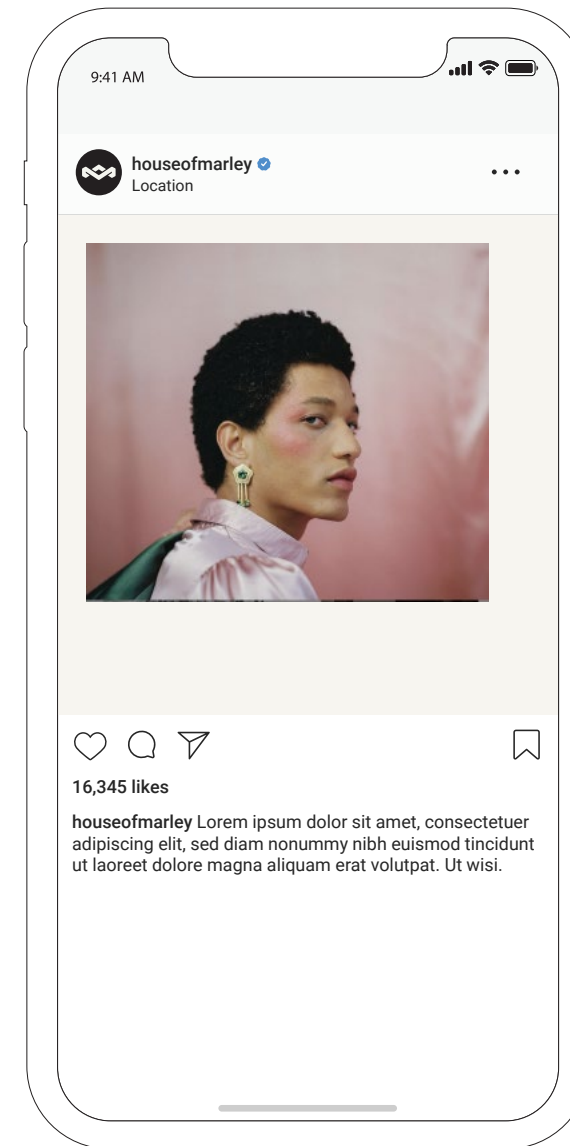 9:41 AM
houseofmarley
Location
16,345 likes
houseofmarley Lorem ipsum dolor sit amet, consectetuer
adipiscing elit, sed diam nonummy nibh euismod tincidunt
ut laoreet dolore magna aliquam erat volutpat. Ut wisi.